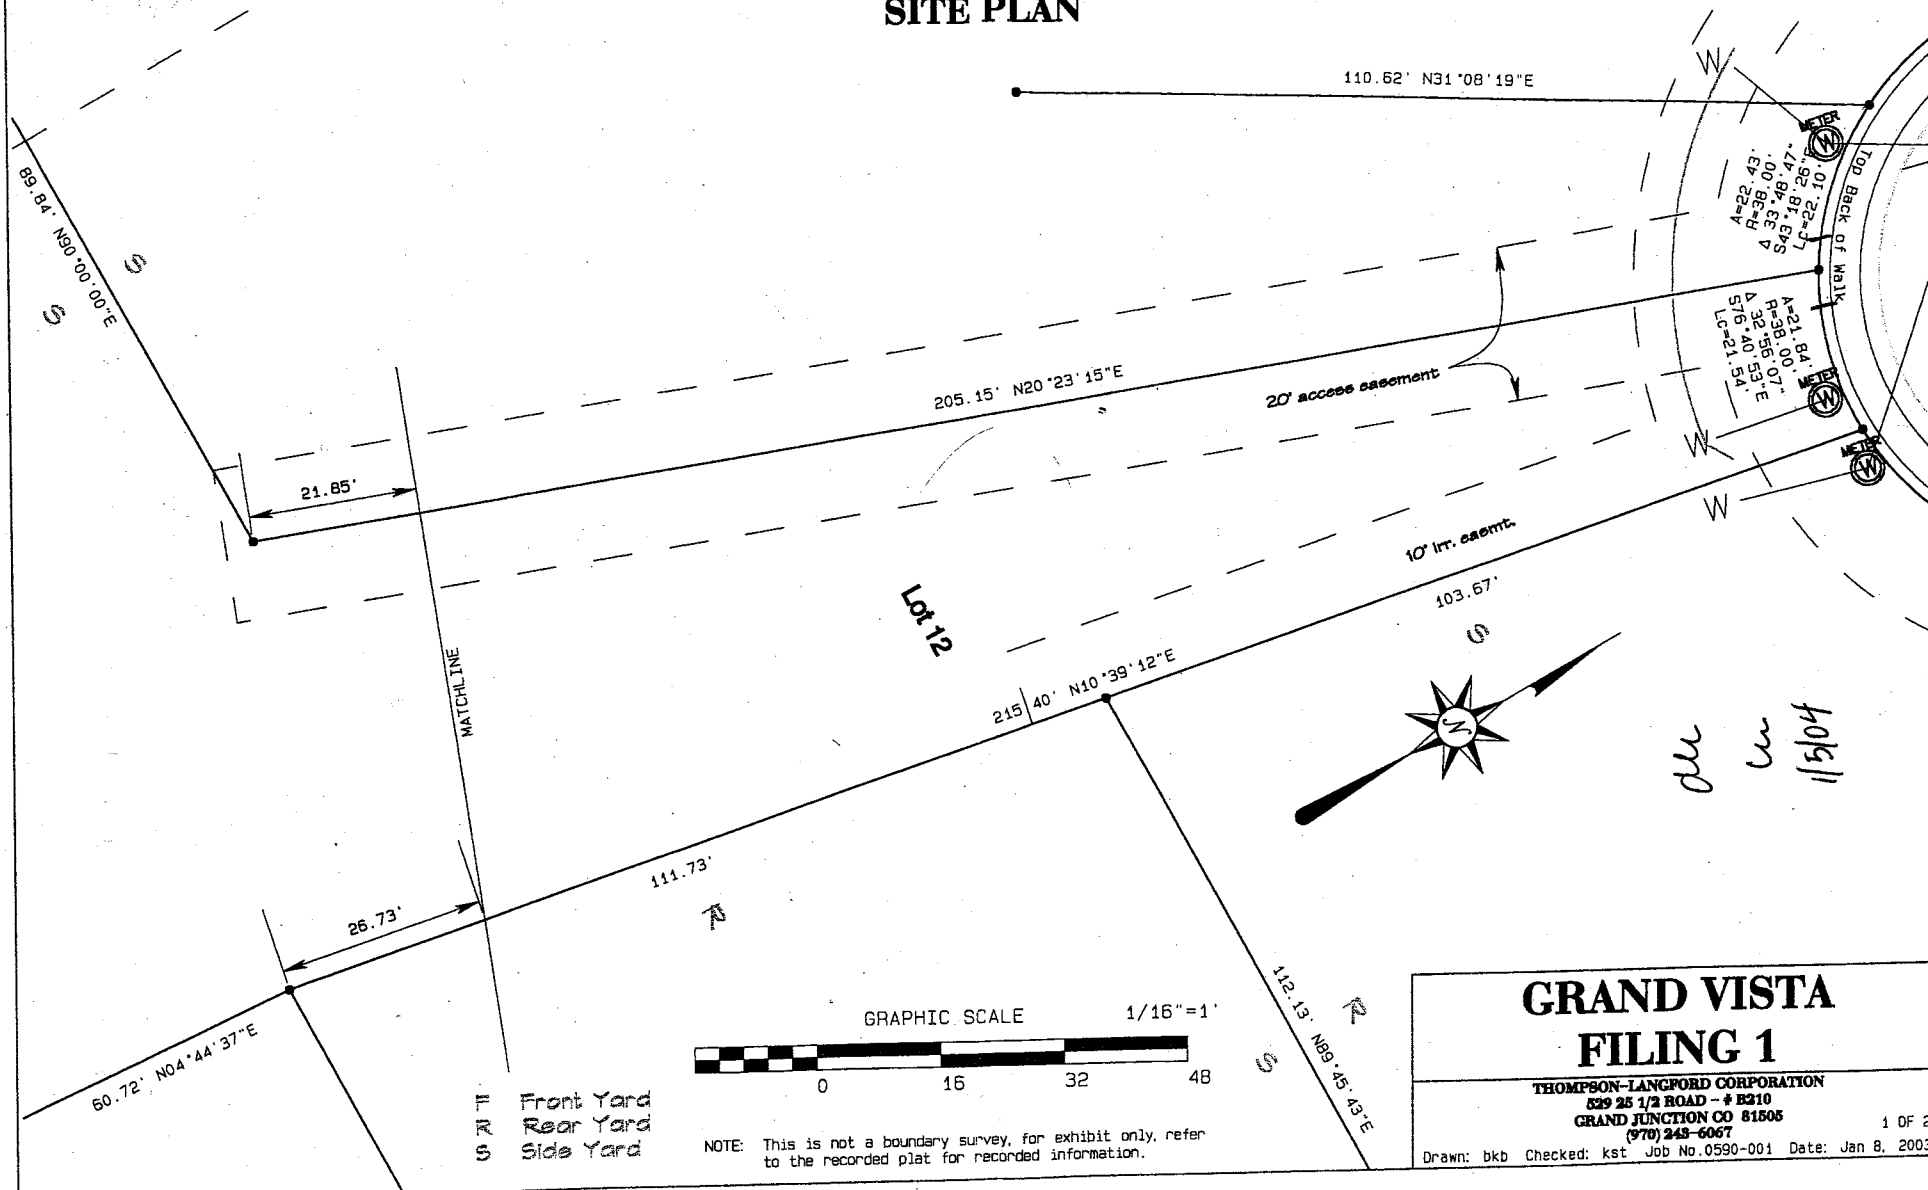 SITE PLAN
110.62' N31°08'19"E
W
METER
W
A=22.43'
R=38.00'
Δ 33°48'47"
S43°18'26"E
LC=22.10'
Top Back of Walk
89.84' N90°00'00"E
S
S
A=21.84'
R=38.00'
Δ 32°56'07"
S76°40'53"E
LC=21.54'
METER
W
W
205.15' N20°23'15"E
20' access easement
21.85'
METER
W
W
10' irr. easmt.
103.67'
S
Lot 12
MATCHLINE
215.40' N10°39'12"E
N
1/5/04
111.73'
R
26.73'
60.72' N04°44'37"E
112.13' N89°45'43"E
R
S
GRAPHIC SCALE 1/16"=1'
0 16 32 48
F Front Yard
R Rear Yard
S Side Yard
NOTE: This is not a boundary survey, for exhibit only, refer
to the recorded plat for recorded information.
GRAND VISTA
FILING 1
THOMPSON-LANGFORD CORPORATION
529 25 1/2 ROAD - # B210
GRAND JUNCTION CO 81505
(970) 243-6067
1 OF 2
Drawn: bkb Checked: kst Job No.0590-001 Date: Jan 8, 2003